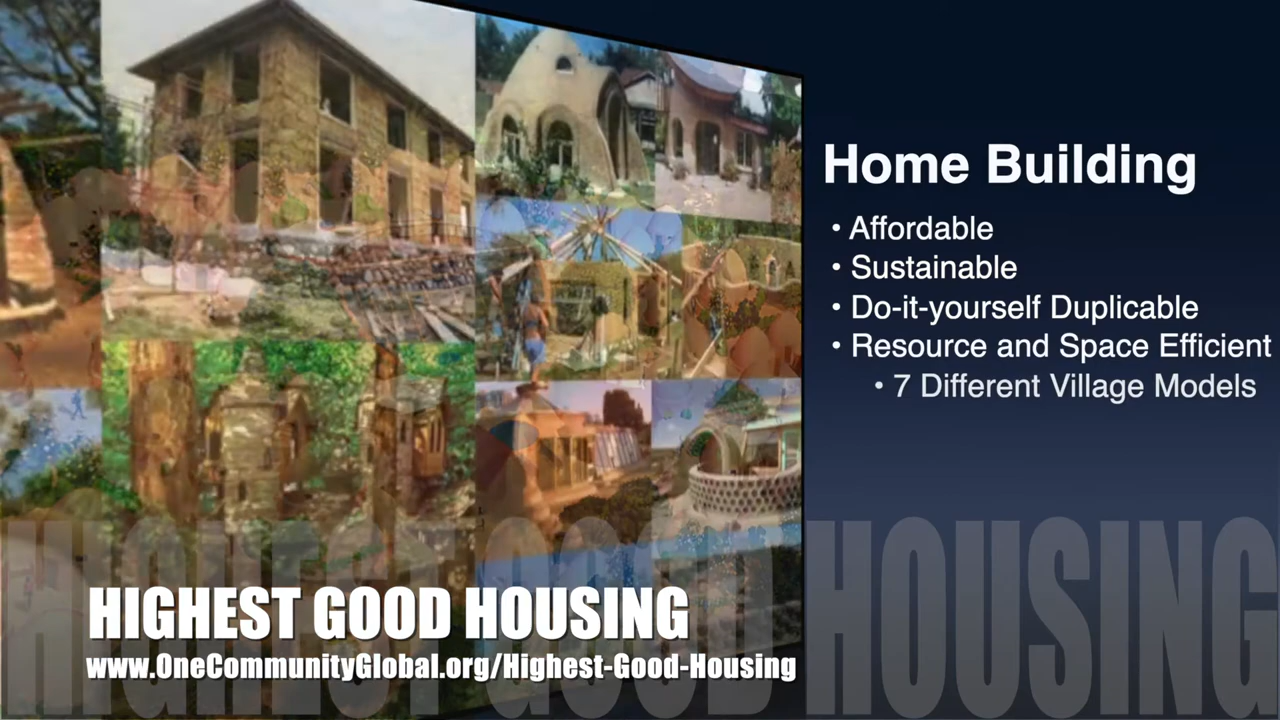 Home Building
• Affordable
• Sustainable
• Do-it-yourself Duplicable
• Resource and Space Efficient
• 7 Different Village Models
HIGHEST GOOD HOUSING
HIGHEST GOOD HOUSING
www.OneCommunityGlobal.org/Highest-Good-Housing